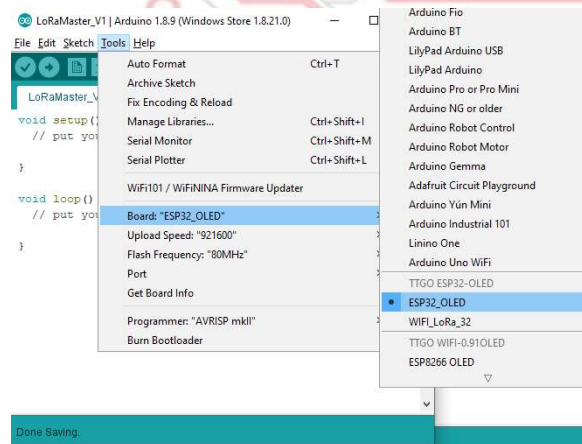 LoRaMaster_V1 | Arduino 1.8.9 (Windows Store 1.8.21.0)
File Edit Sketch Tools Help
LoRaMaster_V
void setup()
// put you
}
void loop()
// put you
}
Auto Format Ctrl+T
Archive Sketch
Fix Encoding & Reload
Manage Libraries... Ctrl+Shift+I
Serial Monitor Ctrl+Shift+M
Serial Plotter Ctrl+Shift+L
WiFi101 / WiFiNINA Firmware Updater
Board: "ESP32_OLED"
Upload Speed: "921600"
Flash Frequency: "80MHz"
Port
Get Board Info
Programmer: "AVRISP mkII"
Burn Bootloader
Arduino Fio
Arduino BT
LilyPad Arduino USB
LilyPad Arduino
Arduino Pro or Pro Mini
Arduino NG or older
Arduino Robot Control
Arduino Robot Motor
Arduino Gemma
Adafruit Circuit Playground
Arduino Yún Mini
Arduino Industrial 101
Linino One
Arduino Uno WiFi
TTGO ESP32-OLED
ESP32_OLED
WIFI_LoRa_32
TTGO WIFI-0.91OLED
ESP8266 OLED
Done Saving.